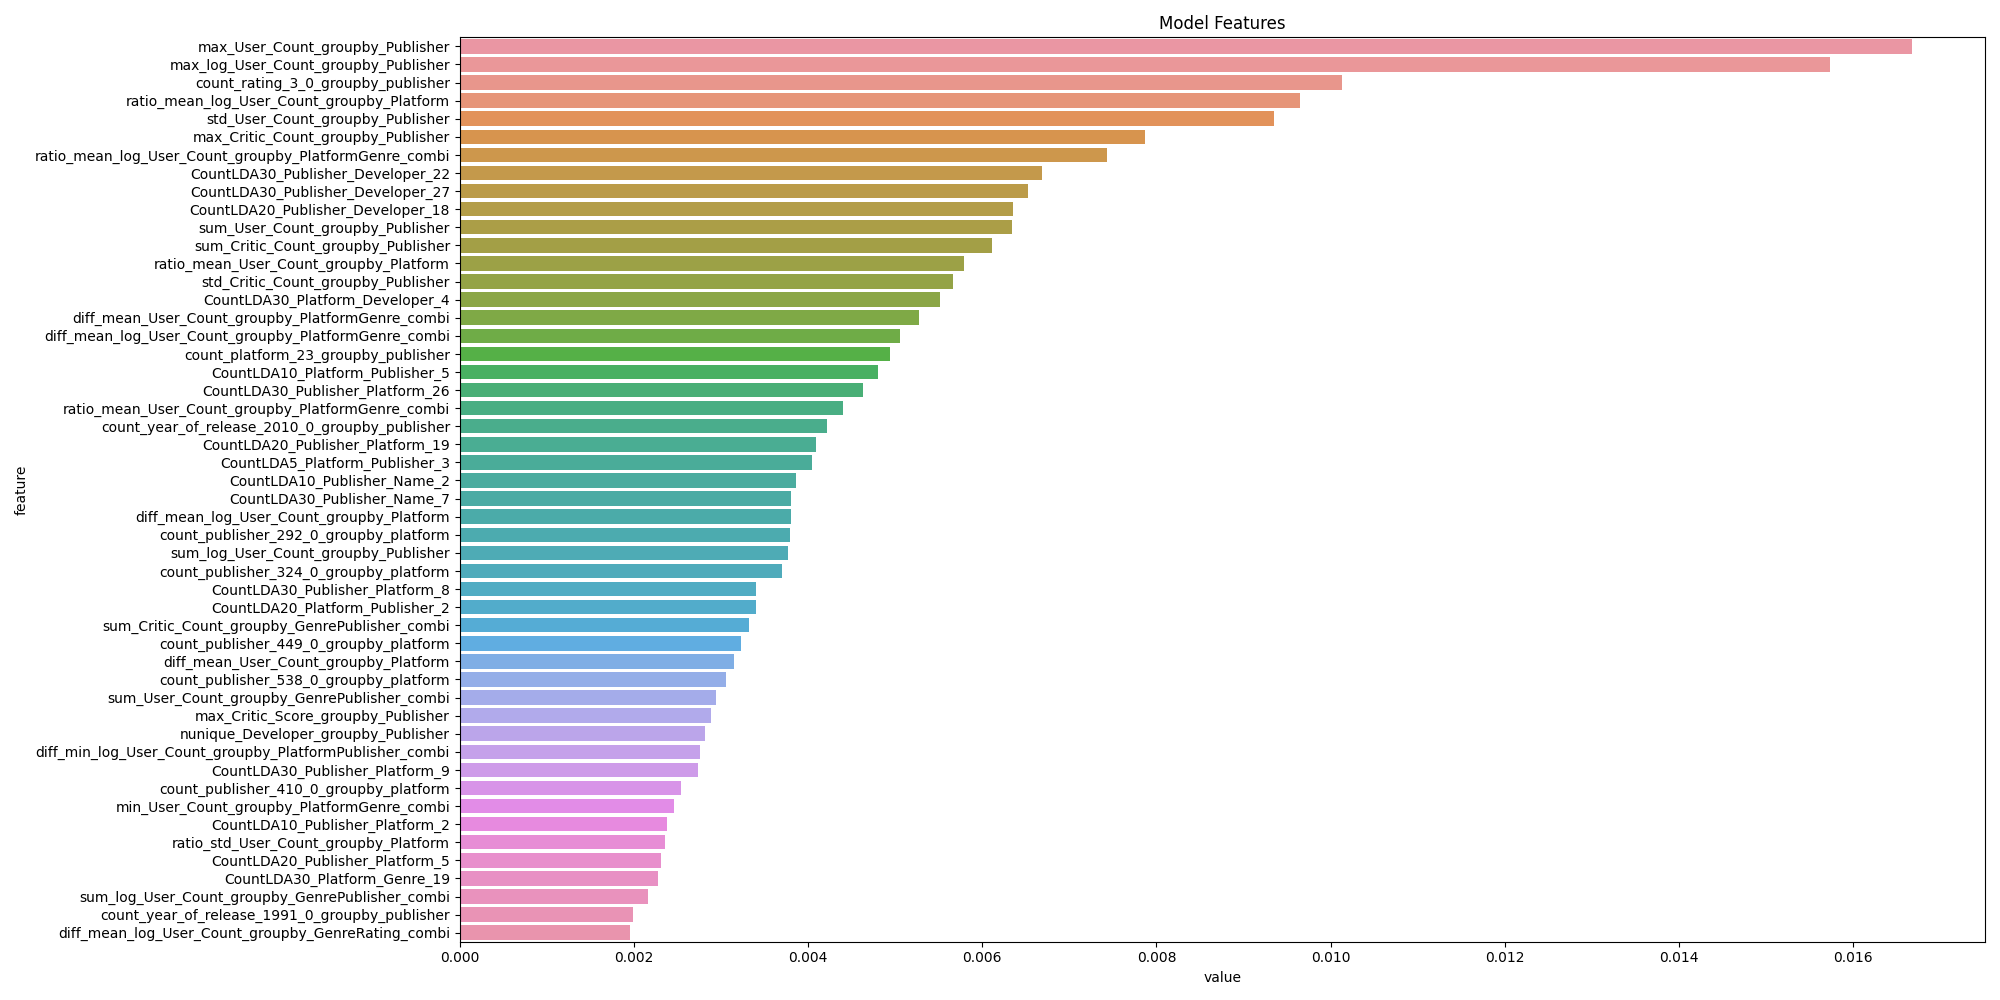 Model Features
max_User_Count_groupby_Publisher
max_log_User_Count_groupby_Publisher
count_rating_3_0_groupby_publisher
ratio_mean_log_User_Count_groupby_Platform
std_User_Count_groupby_Publisher
max_Critic_Count_groupby_Publisher
ratio_mean_log_User_Count_groupby_PlatformGenre_combi
CountLDA30_Publisher_Developer_22
CountLDA30_Publisher_Developer_27
CountLDA20_Publisher_Developer_18
sum_User_Count_groupby_Publisher
sum_Critic_Count_groupby_Publisher
ratio_mean_User_Count_groupby_Platform
std_Critic_Count_groupby_Publisher
CountLDA30_Platform_Developer_4
diff_mean_User_Count_groupby_PlatformGenre_combi
diff_mean_log_User_Count_groupby_PlatformGenre_combi
count_platform_23_groupby_publisher
CountLDA10_Platform_Publisher_5
CountLDA30_Publisher_Platform_26
ratio_mean_User_Count_groupby_PlatformGenre_combi
count_year_of_release_2010_0_groupby_publisher
CountLDA20_Publisher_Platform_19
CountLDA5_Platform_Publisher_3
CountLDA10_Publisher_Name_2
CountLDA30_Publisher_Name_7
diff_mean_log_User_Count_groupby_Platform
count_publisher_292_0_groupby_platform
sum_log_User_Count_groupby_Publisher
count_publisher_324_0_groupby_platform
CountLDA30_Publisher_Platform_8
CountLDA20_Platform_Publisher_2
sum_Critic_Count_groupby_GenrePublisher_combi
count_publisher_449_0_groupby_platform
diff_mean_User_Count_groupby_Platform
count_publisher_538_0_groupby_platform
sum_User_Count_groupby_GenrePublisher_combi
max_Critic_Score_groupby_Publisher
nunique_Developer_groupby_Publisher
diff_min_log_User_Count_groupby_PlatformPublisher_combi
CountLDA30_Publisher_Platform_9
count_publisher_410_0_groupby_platform
min_User_Count_groupby_PlatformGenre_combi
CountLDA10_Publisher_Platform_2
ratio_std_User_Count_groupby_Platform
CountLDA20_Publisher_Platform_5
CountLDA30_Platform_Genre_19
sum_log_User_Count_groupby_GenrePublisher_combi
count_year_of_release_1991_0_groupby_publisher
diff_mean_log_User_Count_groupby_GenreRating_combi
feature
0.000 0.002 0.004 0.006 0.008 0.010 0.012 0.014 0.016
value